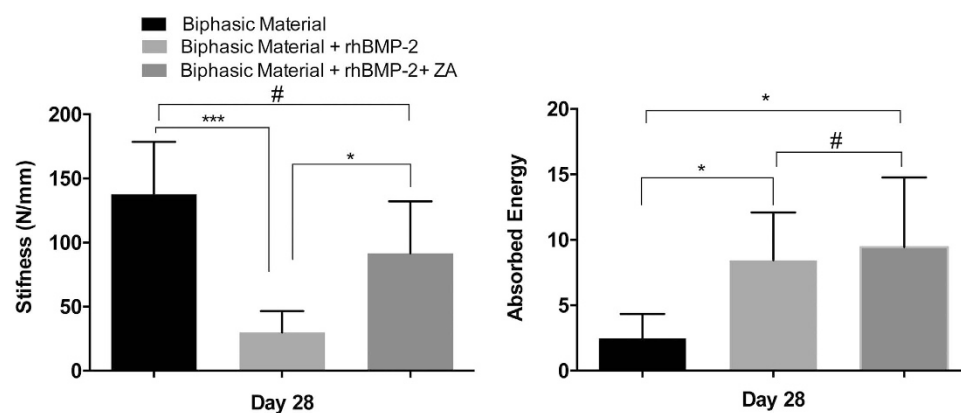 Biphasic Material
Biphasic Material + rhBMP-2
Biphasic Material + rhBMP-2+ ZA
#
***
*
200
150
100
50
0
Stifness (N/mm)
Day 28
*
*
#
20
15
10
5
0
Absorbed Energy
Day 28